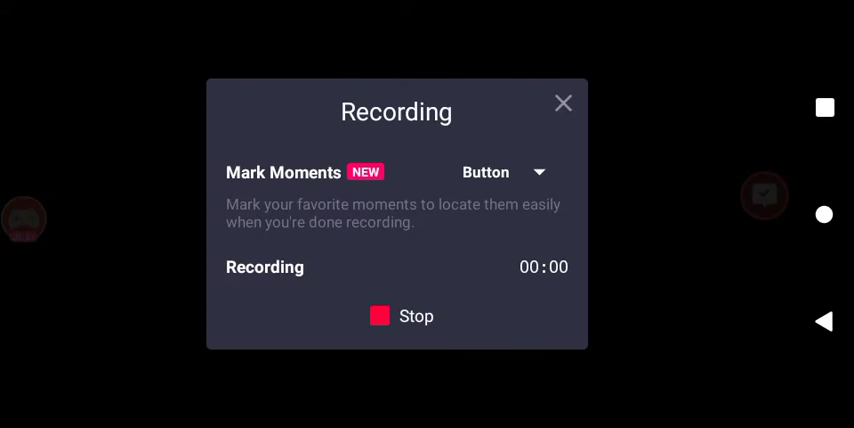 Recording
Mark Moments NEW Button
Mark your favorite moments to locate them easily
when you're done recording.
Recording 00:00
Stop